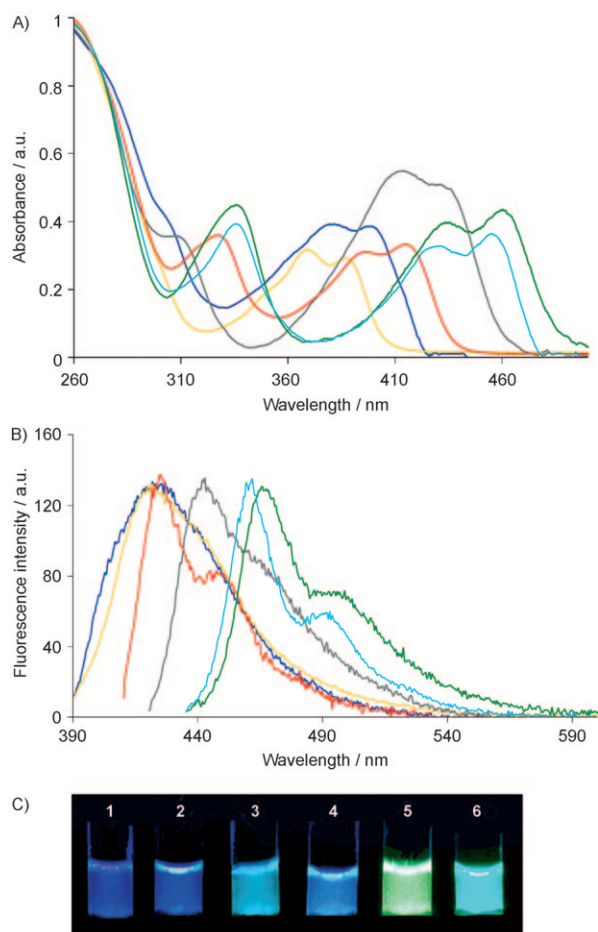 A)
Absorbance / a.u.
1
0.8
0.6
0.4
0.2
0
260 310 360 410 460
Wavelength / nm
B)
Fluorescence intensity / a.u.
160
120
80
40
0
390 440 490 540 590
Wavelength / nm
C)
1 2 3 4 5 6